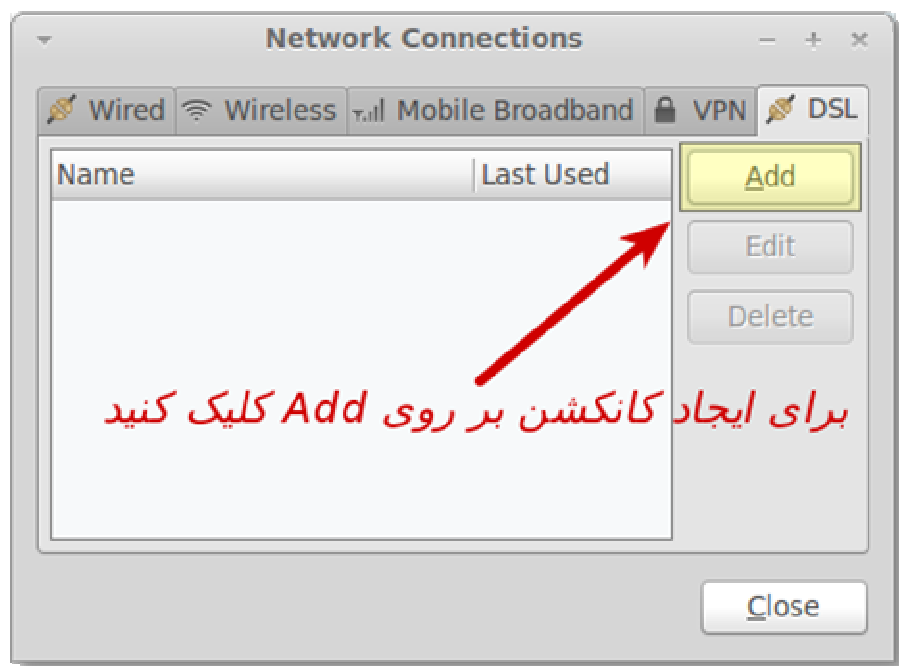 Network Connections
Wired Wireless Mobile Broadband VPN DSL
Name Last Used
Add
Edit
Delete
برای ایجاد کانکشن بر روی Add کلیک کنید
Close